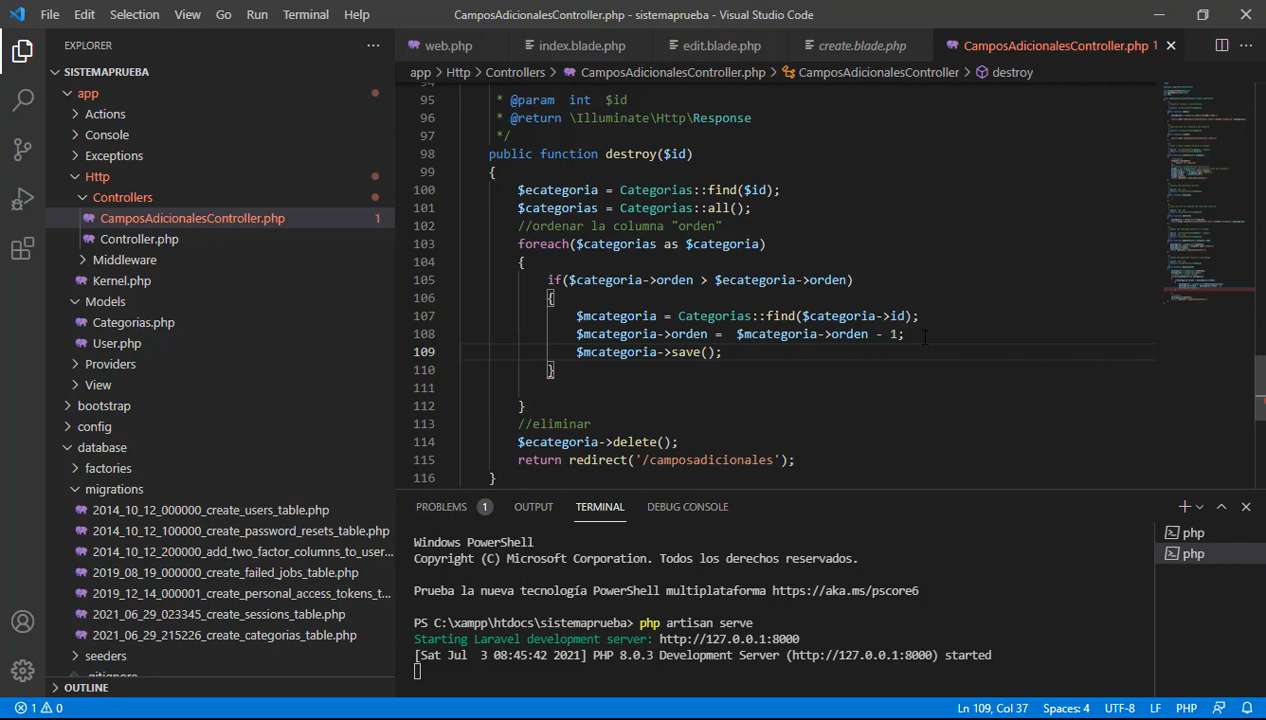 File Edit Selection View Go Run Terminal Help CamposAdicionalesController.php - sistemaprueba - Visual Studio Code
EXPLORER
SISTEMAPRUEBA
app
Actions
Console
Exceptions
Http
Controllers
CamposAdicionalesController.php 1
Controller.php
Middleware
Kernel.php
Models
Categorias.php
User.php
Providers
View
bootstrap
config
database
factories
migrations
2014_10_12_000000_create_users_table.php
2014_10_12_100000_create_password_resets_table.php
2014_10_12_200000_add_two_factor_columns_to_user...
2019_08_19_000000_create_failed_jobs_table.php
2019_12_14_000001_create_personal_access_tokens_t...
2021_06_29_023345_create_sessions_table.php
2021_06_29_215226_create_categorias_table.php
seeders
.gitignore
OUTLINE
web.php index.blade.php edit.blade.php create.blade.php CamposAdicionalesController.php 1
app > Http > Controllers > CamposAdicionalesController.php > CamposAdicionalesController > destroy
94
95 * @param int $id
96 * @return \Illuminate\Http\Response
97 */
98 public function destroy($id)
99 {
100 $ecategoria = Categorias::find($id);
101 $categorias = Categorias::all();
102 //ordenar la columna "orden"
103 foreach($categorias as $categoria)
104 {
105 if($categoria->orden > $ecategoria->orden)
106 {
107 $mcategoria = Categorias::find($categoria->id);
108 $mcategoria->orden =  $mcategoria->orden - 1;
109 $mcategoria->save();
110 }
111
112 }
113 //eliminar
114 $ecategoria->delete();
115 return redirect('/camposadicionales');
116 }
PROBLEMS 1 OUTPUT TERMINAL DEBUG CONSOLE
Windows PowerShell
Copyright (C) Microsoft Corporation. Todos los derechos reservados.
Prueba la nueva tecnología PowerShell multiplataforma https://aka.ms/pscore6
PS C:\xampp\htdocs\sistemaprueba> php artisan serve
Starting Laravel development server: http://127.0.0.1:8000
[Sat Jul  3 08:45:42 2021] PHP 8.0.3 Development Server (http://127.0.0.1:8000) started
php
php
1 0 Ln 109, Col 37 Spaces: 4 UTF-8 LF PHP